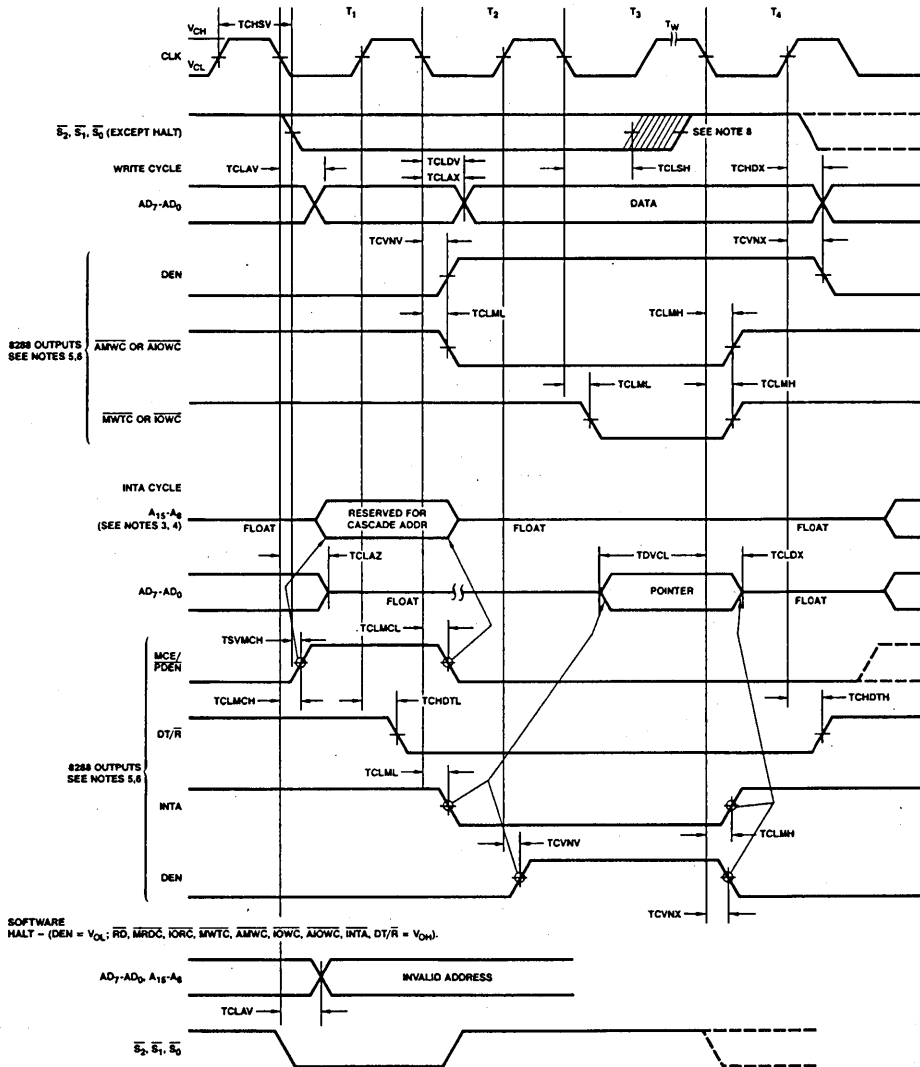 T1 T2 T3 T4
VCH TCHSV TW
CLK
VCL
S̅2, S̅1, S̅0 (EXCEPT HALT) SEE NOTE 8
WRITE CYCLE TCLAV TCLDV TCLSH TCHDX
TCLAX
AD7-AD0 DATA
TCVNV TCVNX
DEN
TCLML TCLMH
8288 OUTPUTS
SEE NOTES 5,6
A̅M̅W̅C̅ OR A̅I̅O̅W̅C̅
TCLML TCLMH
M̅W̅T̅C̅ OR I̅O̅W̅C̅
INTA CYCLE
A15-A8
(SEE NOTES 3, 4)
FLOAT RESERVED FOR CASCADE ADDR FLOAT FLOAT
TCLAZ TDVCL TCLDX
AD7-AD0 FLOAT POINTER FLOAT
TCLMCL
TSVMCH
MCE/
P̅D̅E̅N̅
TCLMCH TCHDTL TCHDTH
DT/R̅
8288 OUTPUTS
SEE NOTES 5,6
TCLML
INTA
TCVNV TCLMH
DEN
TCVNX
SOFTWARE
HALT – (DEN = VOL; R̅D̅, M̅R̅D̅C̅, I̅O̅R̅C̅, M̅W̅T̅C̅, A̅M̅W̅C̅, I̅O̅W̅C̅, A̅I̅O̅W̅C̅, I̅N̅T̅A̅, DT/R̅ = VOH).
AD7-AD0, A15-A8 INVALID ADDRESS
TCLAV
S̅2, S̅1, S̅0